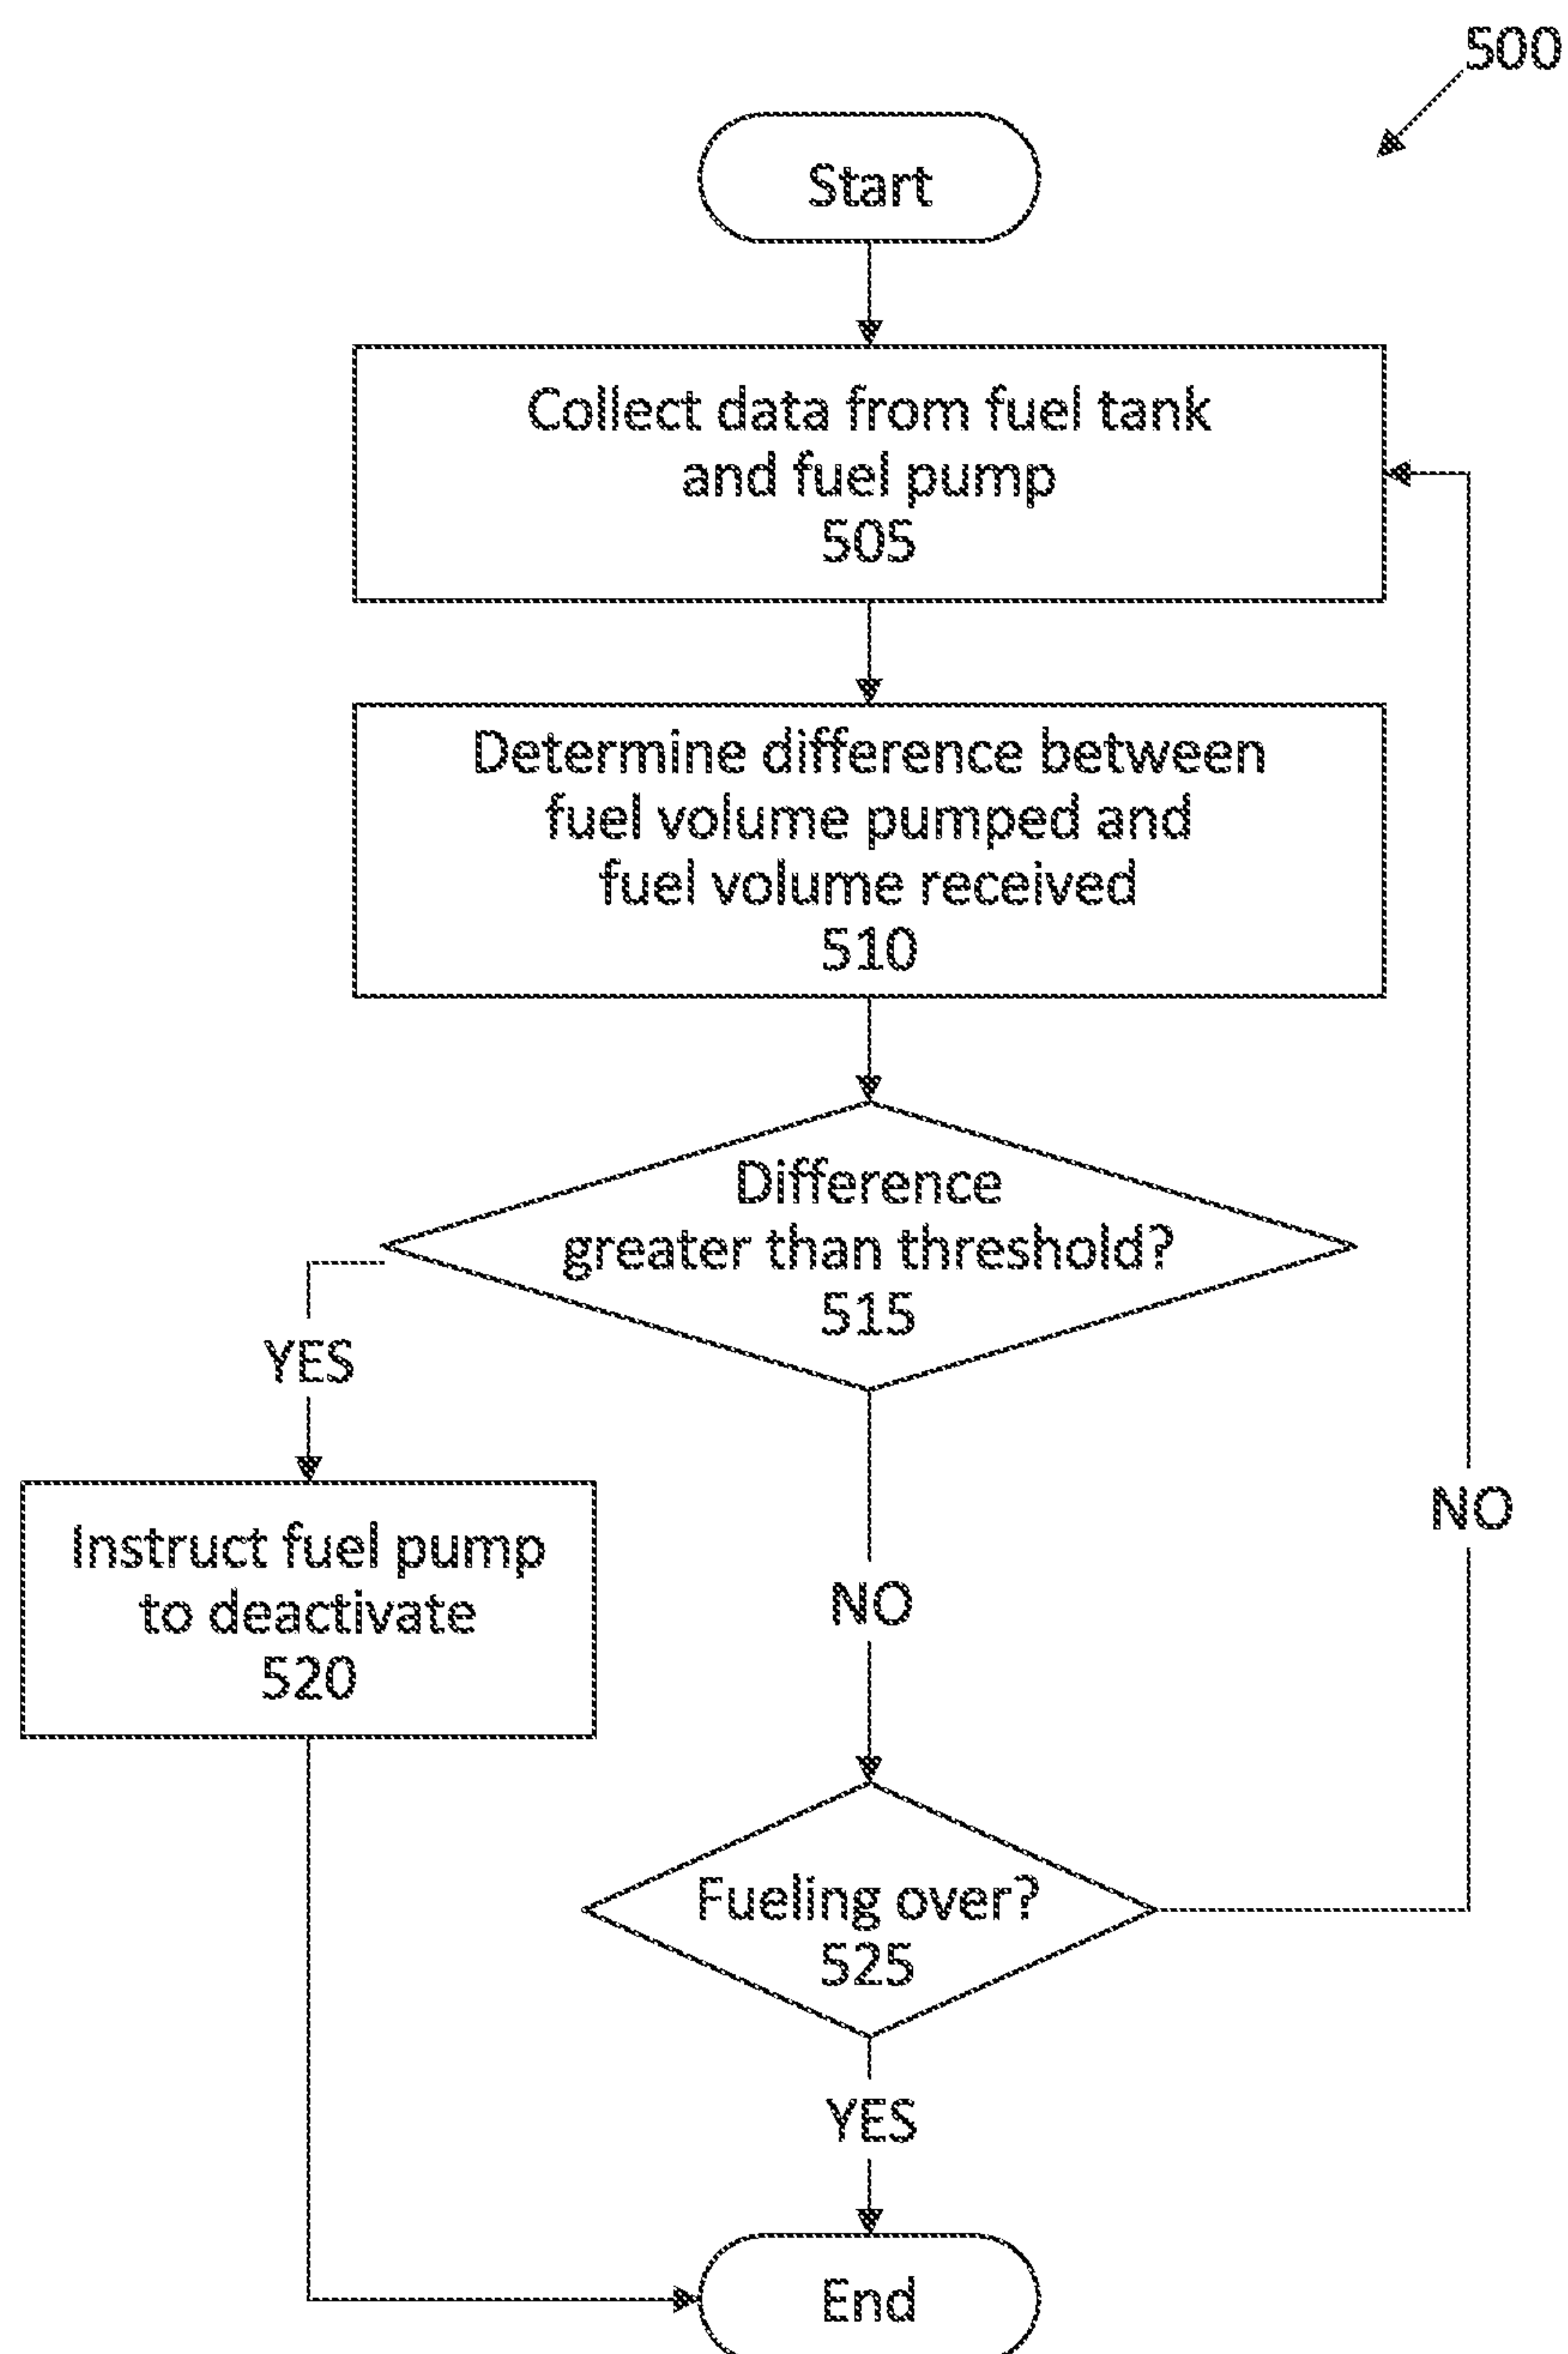 500
Start
Collect data from fuel tank
and fuel pump
505
Determine difference between
fuel volume pumped and
fuel volume received
510
Difference
greater than threshold?
515
YES
Instruct fuel pump
to deactivate
520
NO
NO
Fueling over?
525
YES
End